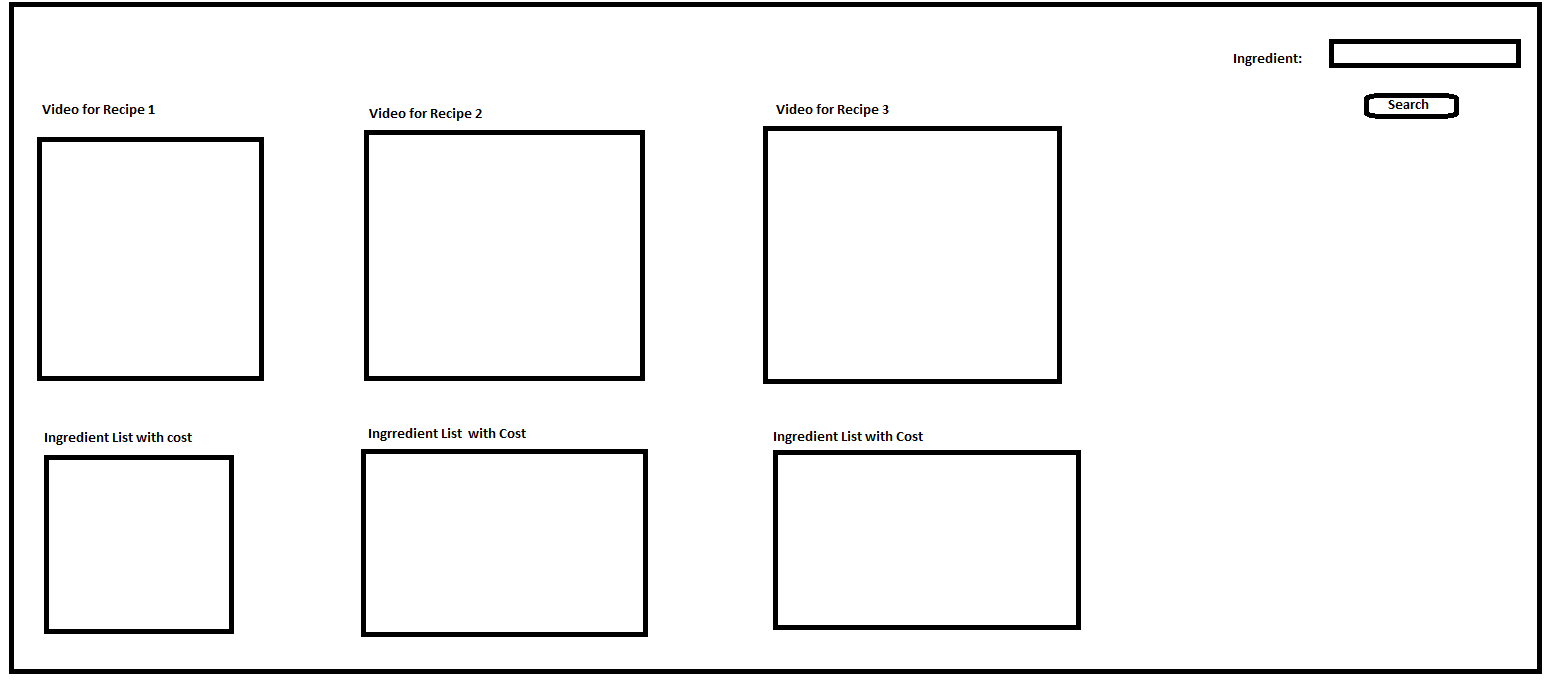 Ingredient:
Search
Video for Recipe 1
Video for Recipe 2
Video for Recipe 3
Ingredient List with cost
Ingrredient List  with Cost
Ingredient List with Cost